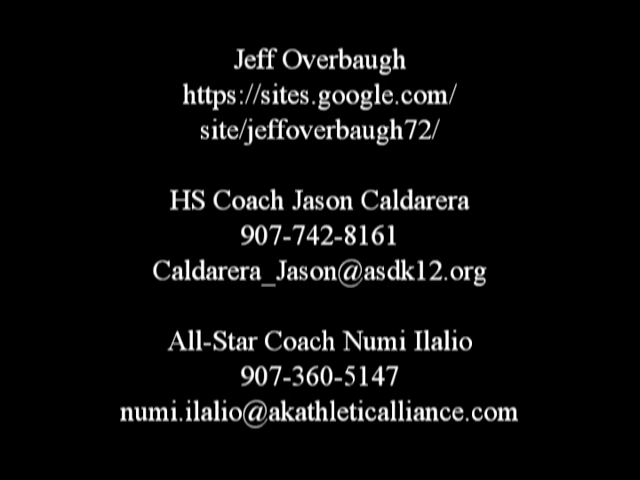 Jeff Overbaugh
https://sites.google.com/
site/jeffoverbaugh72/
HS Coach Jason Caldarera
907-742-8161
Caldarera_Jason@asdk12.org
All-Star Coach Numi Ilalio
907-360-5147
numi.ilalio@akathleticalliance.com